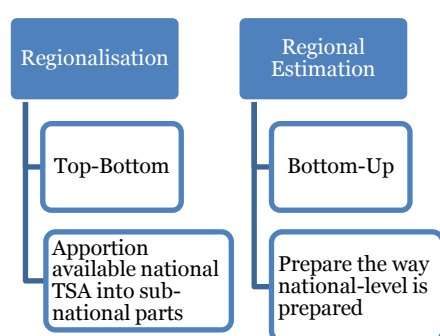 Regionalisation
Top-Bottom
Apportion
available national
TSA into sub-
national parts
Regional
Estimation
Bottom-Up
Prepare the way
national-level is
prepared